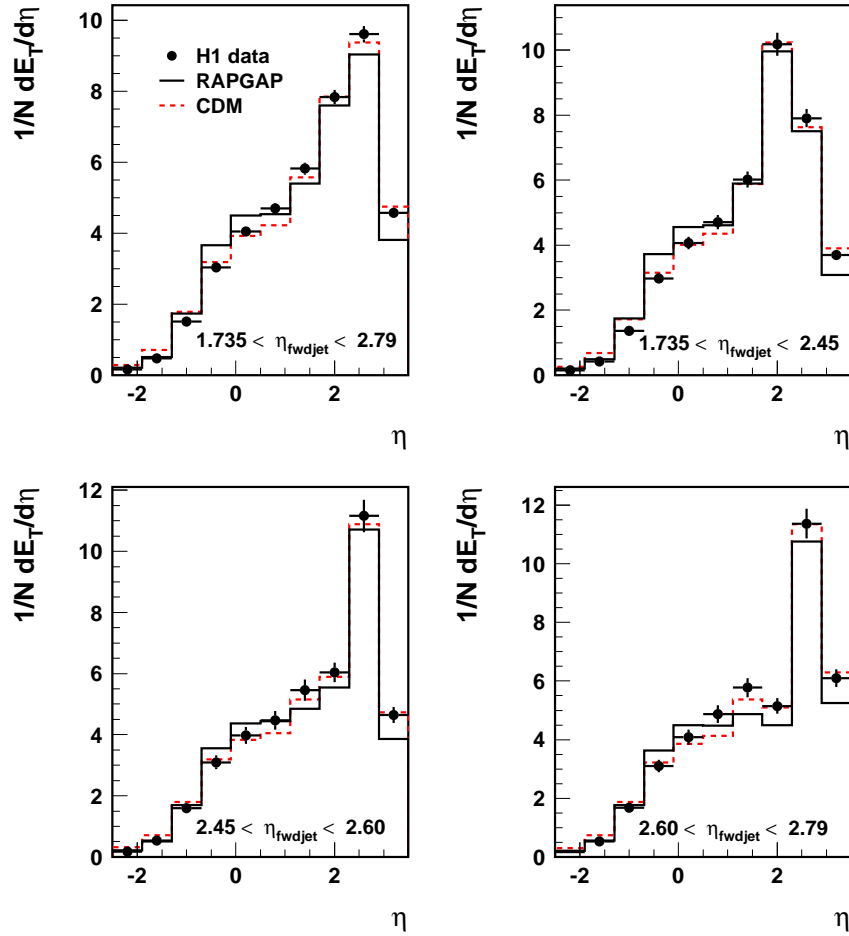 1/N dE_T/dη
10
8
6
4
2
0
H1 data
RAPGAP
CDM
1.735 < η_fwdjet < 2.79
-2 0 2
η
1/N dE_T/dη
10
8
6
4
2
0
1.735 < η_fwdjet < 2.45
-2 0 2
η
1/N dE_T/dη
12
10
8
6
4
2
0
2.45 < η_fwdjet < 2.60
-2 0 2
η
1/N dE_T/dη
12
10
8
6
4
2
0
2.60 < η_fwdjet < 2.79
-2 0 2
η